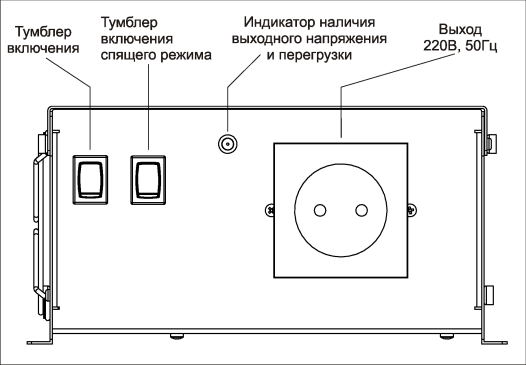 Тумблер
включения
Тумблер
включения
спящего режима
Индикатор наличия
выходного напряжения
и перегрузки
Выход
220В, 50Гц